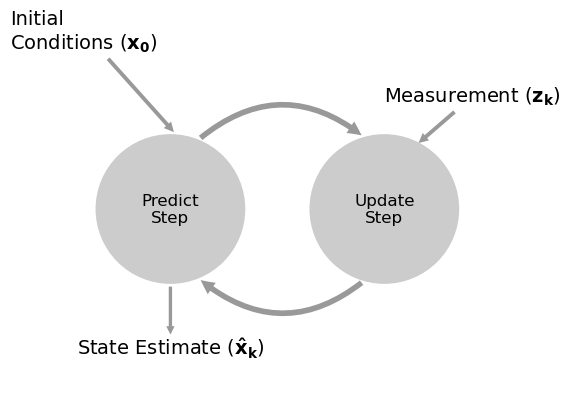 Initial
Conditions (x₀)
Measurement (zₖ)
Predict
Step
Update
Step
State Estimate (x̂ₖ)